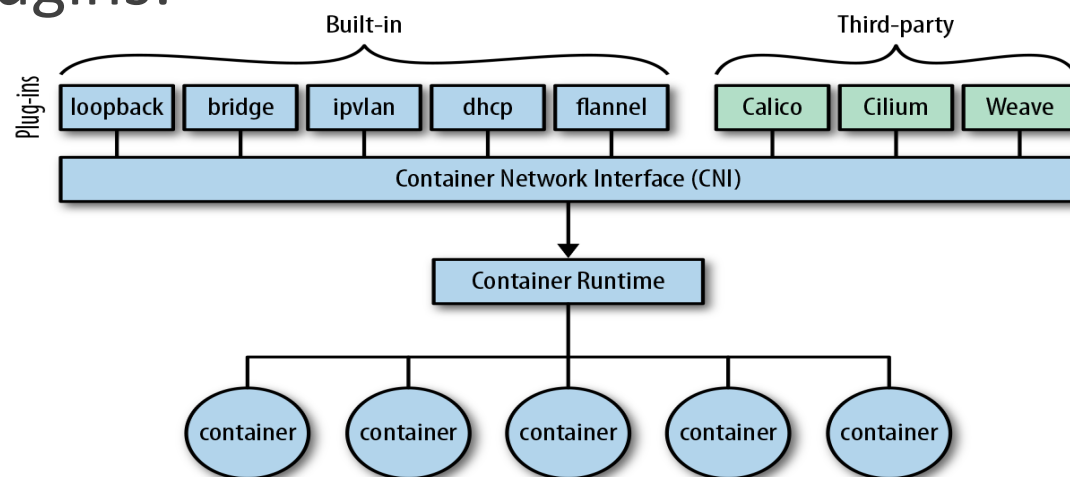 Built-in Third-party
Plug-ins
loopback bridge ipvlan dhcp flannel Calico Cilium Weave
Container Network Interface (CNI)
Container Runtime
container container container container container